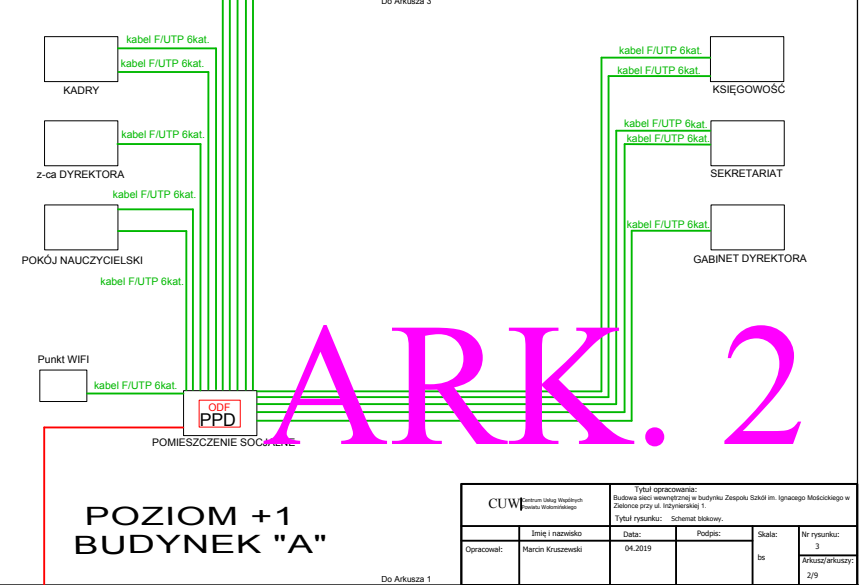 Do Arkusza 3
kabel F/UTP 6kat.
kabel F/UTP 6kat.
KADRY
kabel F/UTP 6kat.
kabel F/UTP 6kat.
KSIĘGOWOŚĆ
kabel F/UTP 6kat.
z-ca DYREKTORA
kabel F/UTP 6kat.
kabel F/UTP 6kat.
SEKRETARIAT
kabel F/UTP 6kat.
POKÓJ NAUCZYCIELSKI
kabel F/UTP 6kat.
kabel F/UTP 6kat.
GABINET DYREKTORA
Punkt WIFI
kabel F/UTP 6kat.
ODF
PPD
POMIESZCZENIE SOCJALNE
ARK. 2
POZIOM +1
BUDYNEK "A"
Do Arkusza 1
CUW Centrum Usług Wspólnych
Powiatu Wołomińskiego
Tytuł opracowania:
Budowa sieci wewnętrznej w budynku Zespołu Szkół im. Ignacego Mościckiego w
Zielonce przy ul. Inżynierskiej 1.
Tytuł rysunku: Schemat blokowy.
Imię i nazwisko
Data:
Podpis:
Skala:
Nr rysunku:
Opracował:
Marcin Kruszewski
04.2019
bs
3
Arkusz/arkuszy:
2/9